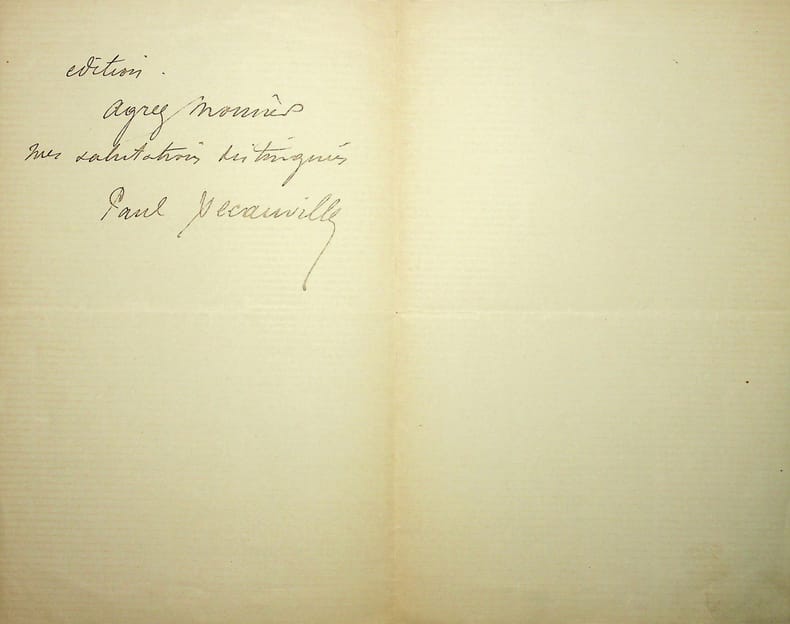 edition.
Agreez Monsieur
mes salutations distinguées
Paul Decauville